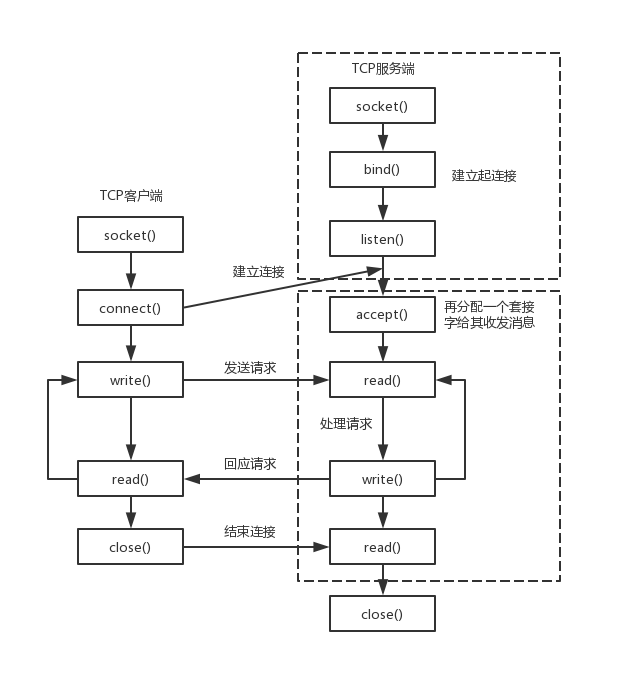 TCP服务端
socket()
bind()
建立起连接
TCP客户端
socket()
listen()
建立连接
connect()
accept()
再分配一个套接
字给其收发消息
write()
发送请求
read()
处理请求
read()
回应请求
write()
close()
结束连接
read()
close()